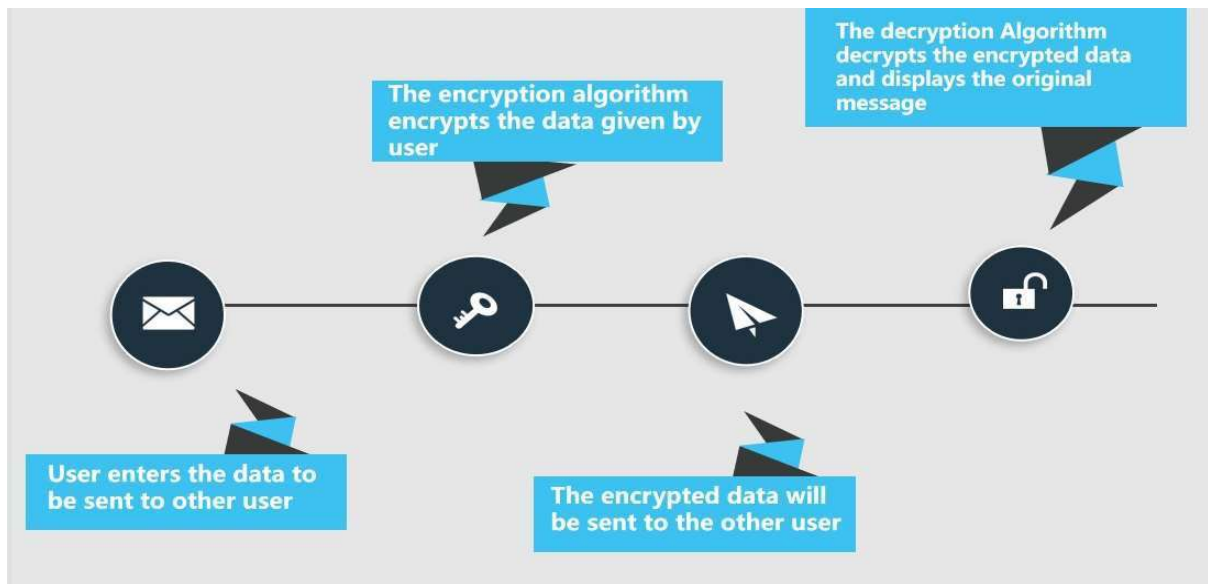 User enters the data to
be sent to other user
The encryption algorithm
encrypts the data given by
user
The encrypted data will
be sent to the other user
The decryption Algorithm
decrypts the encrypted data
and displays the original
message